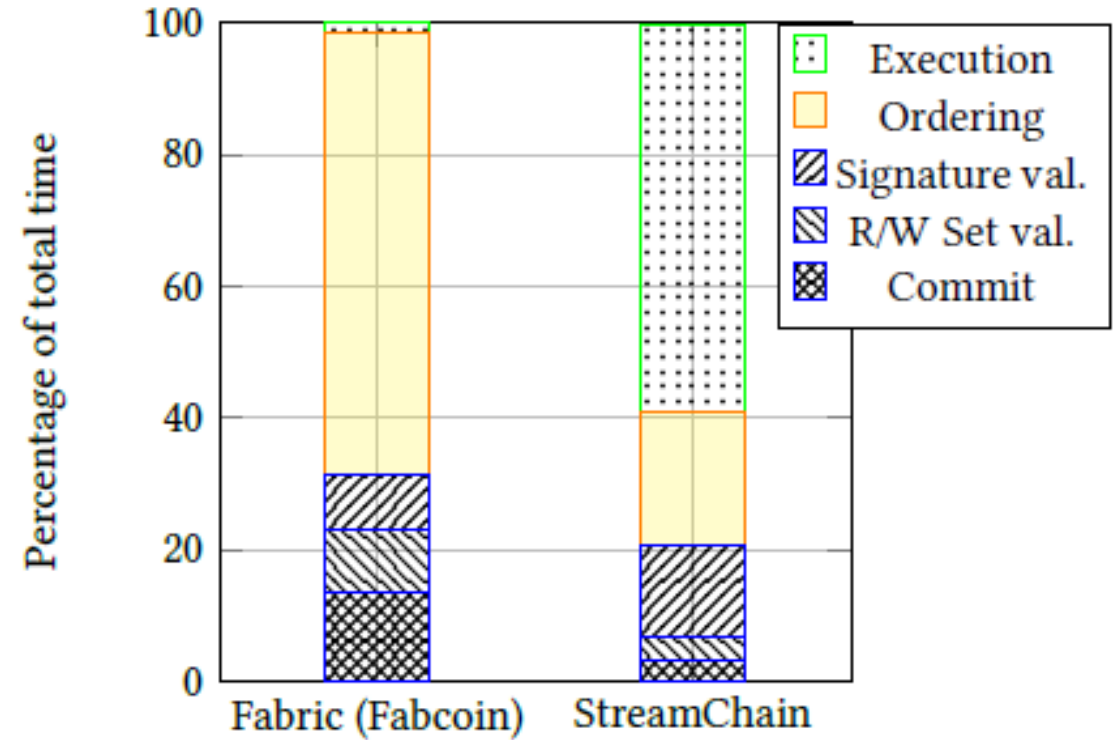 Percentage of total time
100
80
60
40
20
0
Fabric (Fabcoin)
StreamChain
Execution
Ordering
Signature val.
R/W Set val.
Commit